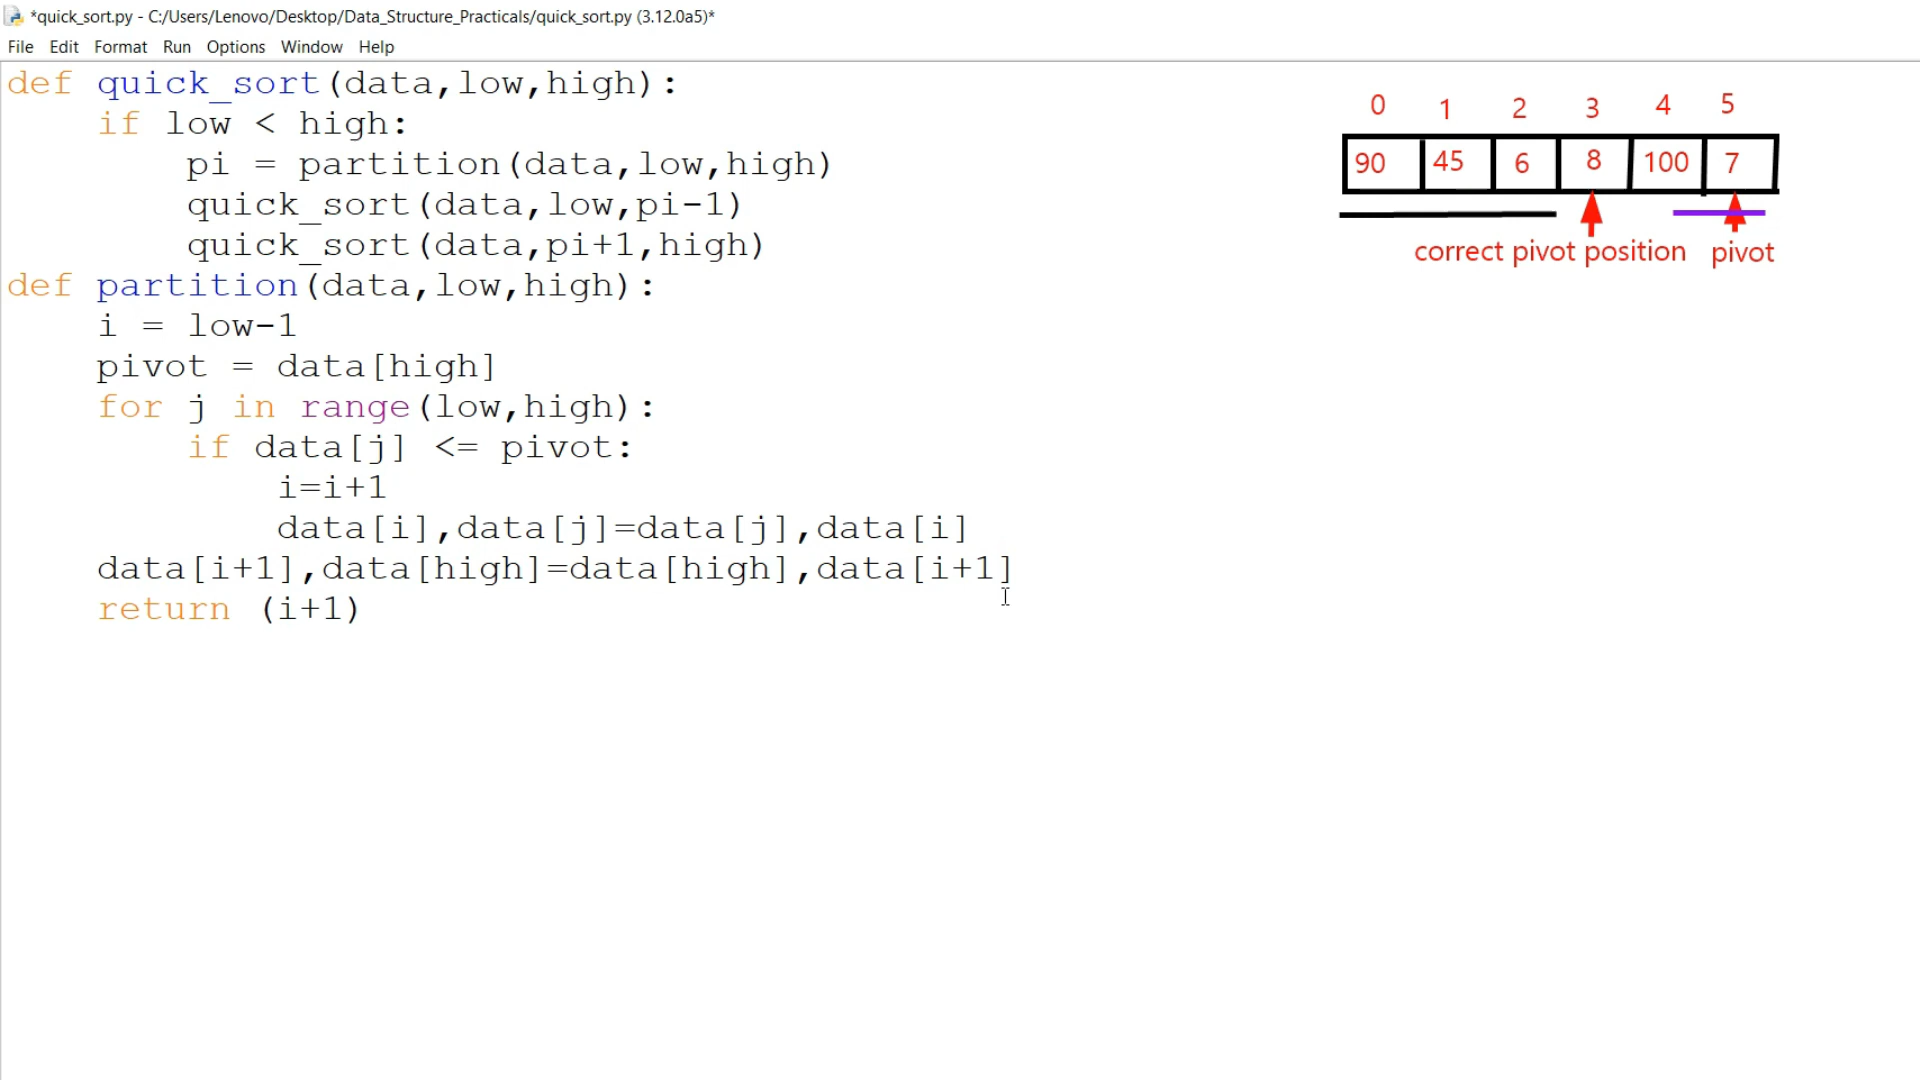 *quick_sort.py - C:/Users/Lenovo/Desktop/Data_Structure_Practicals/quick_sort.py (3.12.0a5)*
File Edit Format Run Options Window Help
def quick_sort(data,low,high):
    if low < high:
        pi = partition(data,low,high)
        quick_sort(data,low,pi-1)
        quick_sort(data,pi+1,high)
def partition(data,low,high):
    i = low-1
    pivot = data[high]
    for j in range(low,high):
        if data[j] <= pivot:
            i=i+1
            data[i],data[j]=data[j],data[i]
    data[i+1],data[high]=data[high],data[i+1]
    return (i+1)
0 1 2 3 4 5
90 45 6 8 100 7
correct pivot position pivot